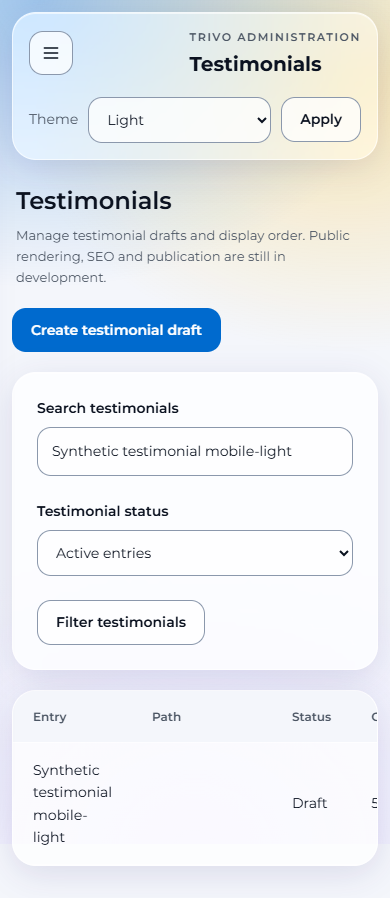 TRIVO ADMINISTRATION
Testimonials
Theme
Light
Apply
Testimonials
Manage testimonial drafts and display order. Public
rendering, SEO and publication are still in
development.
Create testimonial draft
Search testimonials
Synthetic testimonial mobile-light
Testimonial status
Active entries
Filter testimonials
Entry Path Status
Synthetic
testimonial
mobile-
light
Draft